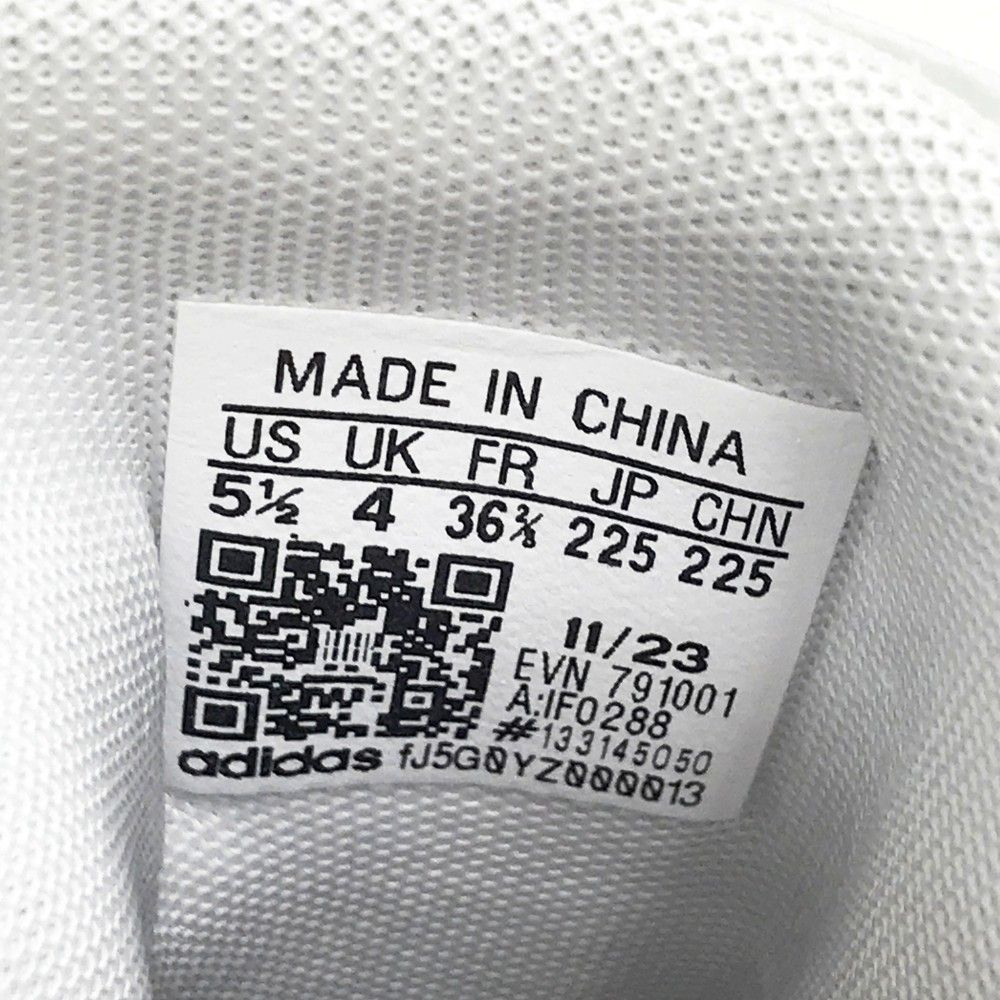 MADE IN CHINA
US UK FR JP CHN
5½ 4 36⅔ 225 225
11/23
EVN 791001
A:IF0288
#133145050
adidas fJ5G0YZ000013